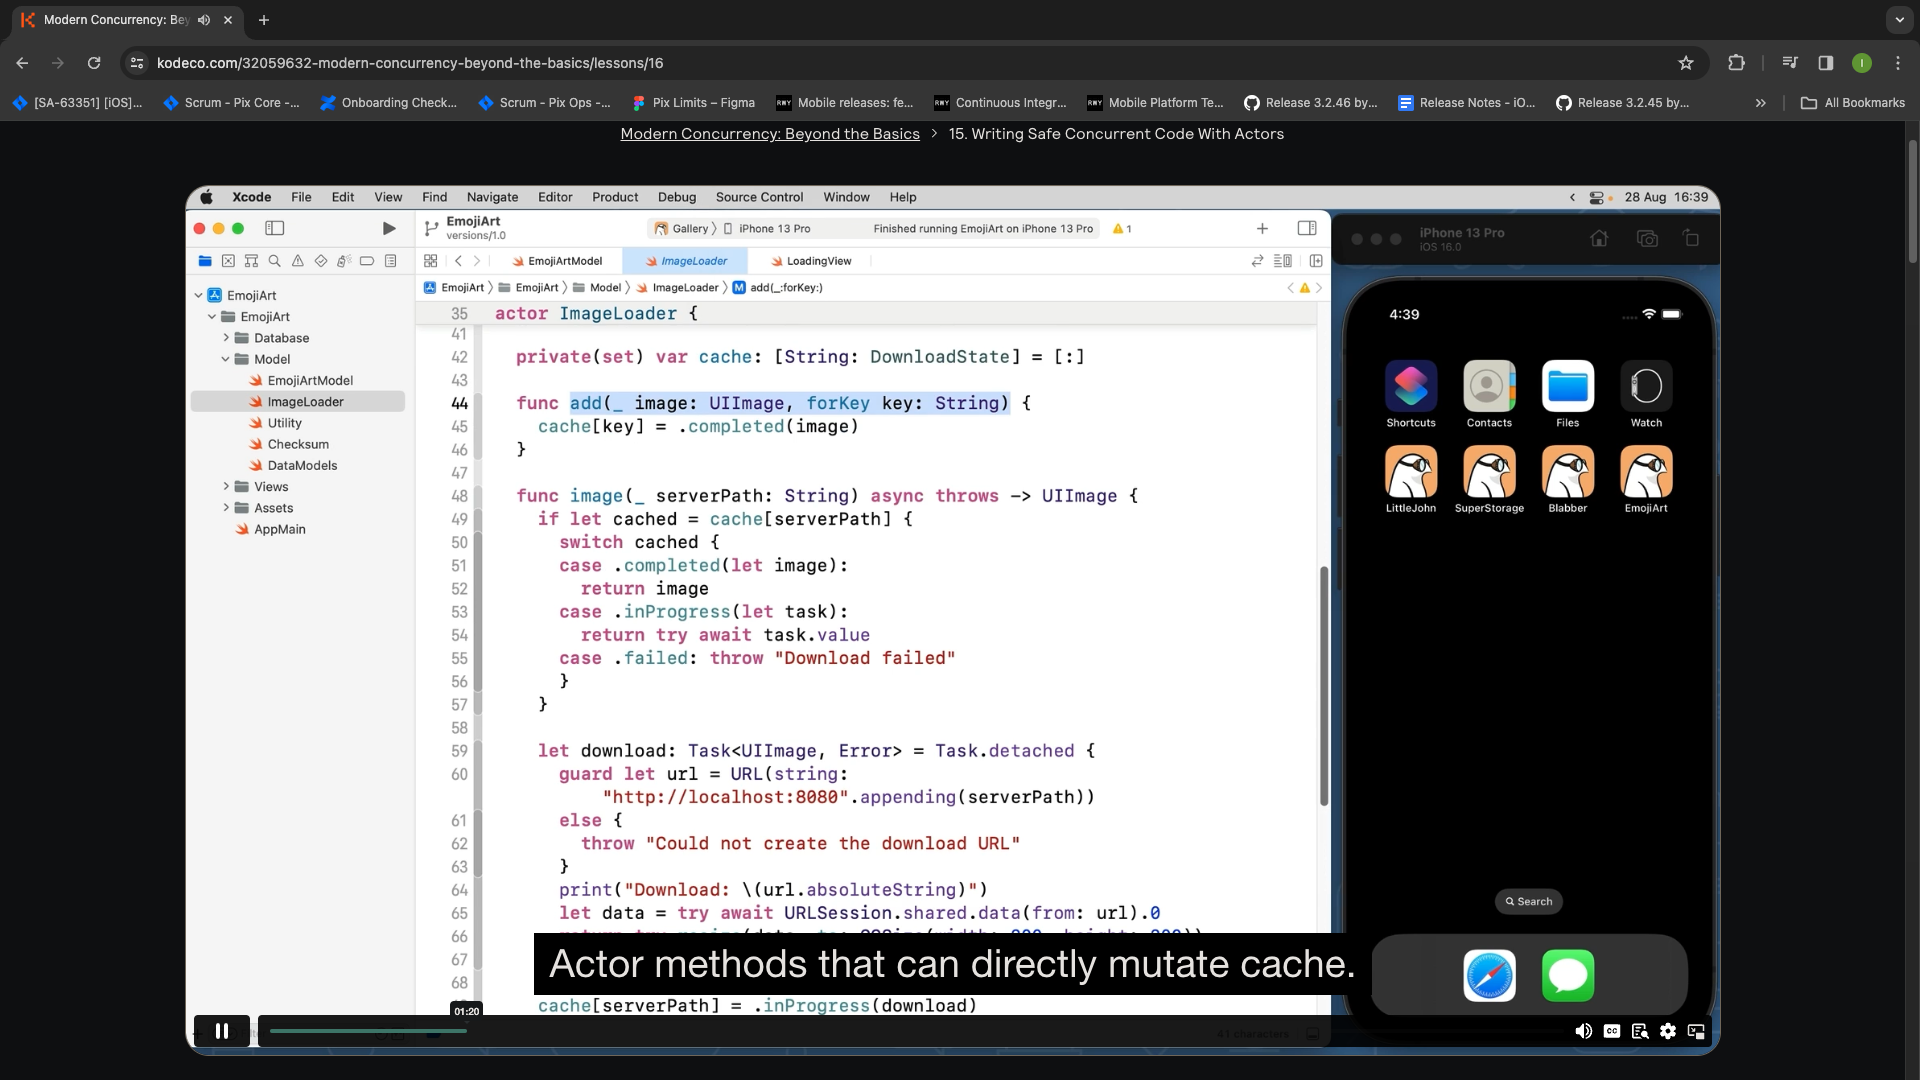 Modern Concurrency: Bey
kodeco.com/32059632-modern-concurrency-beyond-the-basics/lessons/16
I
[SA-63351] [iOS]...
Scrum - Pix Core -...
Onboarding Check...
Scrum - Pix Ops -...
Pix Limits – Figma
RWY Mobile releases: fe...
RWY Continuous Integr...
RWY Mobile Platform Te...
Release 3.2.46 by...
Release Notes - iO...
Release 3.2.45 by...
All Bookmarks
Modern Concurrency: Beyond the Basics > 15. Writing Safe Concurrent Code With Actors
Xcode File Edit View Find Navigate Editor Product Debug Source Control Window Help
28 Aug 16:39
EmojiArt
versions/1.0
Gallery
iPhone 13 Pro
Finished running EmojiArt on iPhone 13 Pro
1
EmojiArtModel
ImageLoader
LoadingView
EmojiArt
EmojiArt
Model
ImageLoader
M add(_:forKey:)
EmojiArt
EmojiArt
Database
Model
EmojiArtModel
ImageLoader
Utility
Checksum
DataModels
Views
Assets
AppMain
35 actor ImageLoader {
41
42 private(set) var cache: [String: DownloadState] = [:]
43
44 func add(_ image: UIImage, forKey key: String) {
45 cache[key] = .completed(image)
46 }
47
48 func image(_ serverPath: String) async throws -> UIImage {
49 if let cached = cache[serverPath] {
50 switch cached {
51 case .completed(let image):
52 return image
53 case .inProgress(let task):
54 return try await task.value
55 case .failed: throw "Download failed"
56 }
57 }
58
59 let download: Task<UIImage, Error> = Task.detached {
60 guard let url = URL(string:
"http://localhost:8080".appending(serverPath))
61 else {
62 throw "Could not create the download URL"
63 }
64 print("Download: \(url.absoluteString)")
65 let data = try await URLSession.shared.data(from: url).0
66
67
68
cache[serverPath] = .inProgress(download)
Actor methods that can directly mutate cache.
01:20
41 characters
CC
iPhone 13 Pro
iOS 16.0
4:39
Shortcuts
Contacts
Files
Watch
LittleJohn
SuperStorage
Blabber
EmojiArt
Search